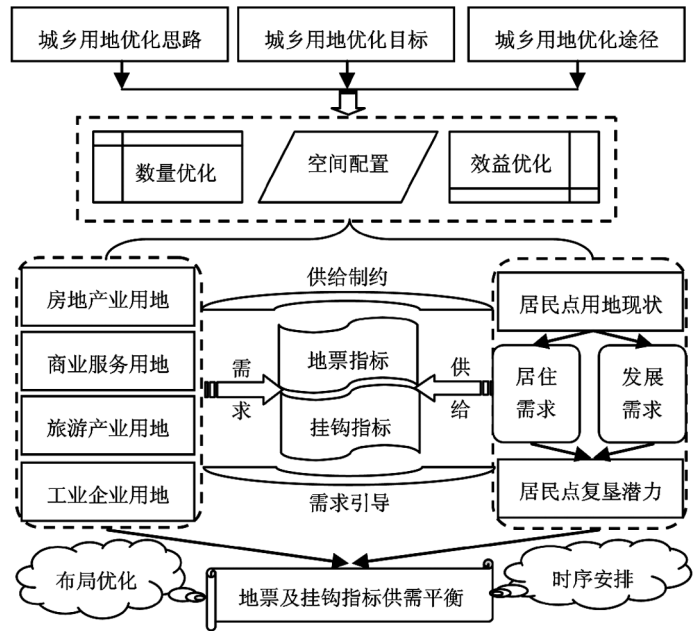 城乡用地优化思路
城乡用地优化目标
城乡用地优化途径
数量优化
空间配置
效益优化
房地产业用地
商业服务用地
旅游产业用地
工业企业用地
供给制约
需求
地票指标
挂钩指标
供给
需求引导
居民点用地现状
居住
需求
发展
需求
居民点复垦潜力
布局优化
地票及挂钩指标供需平衡
时序安排